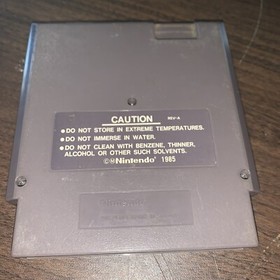 CAUTION
REV-A
●DO NOT STORE IN EXTREME TEMPERATURES.
●DO NOT IMMERSE IN WATER.
●DO NOT CLEAN WITH BENZENE, THINNER,
ALCOHOL OR OTHER SUCH SOLVENTS.
©Nintendo® 1985